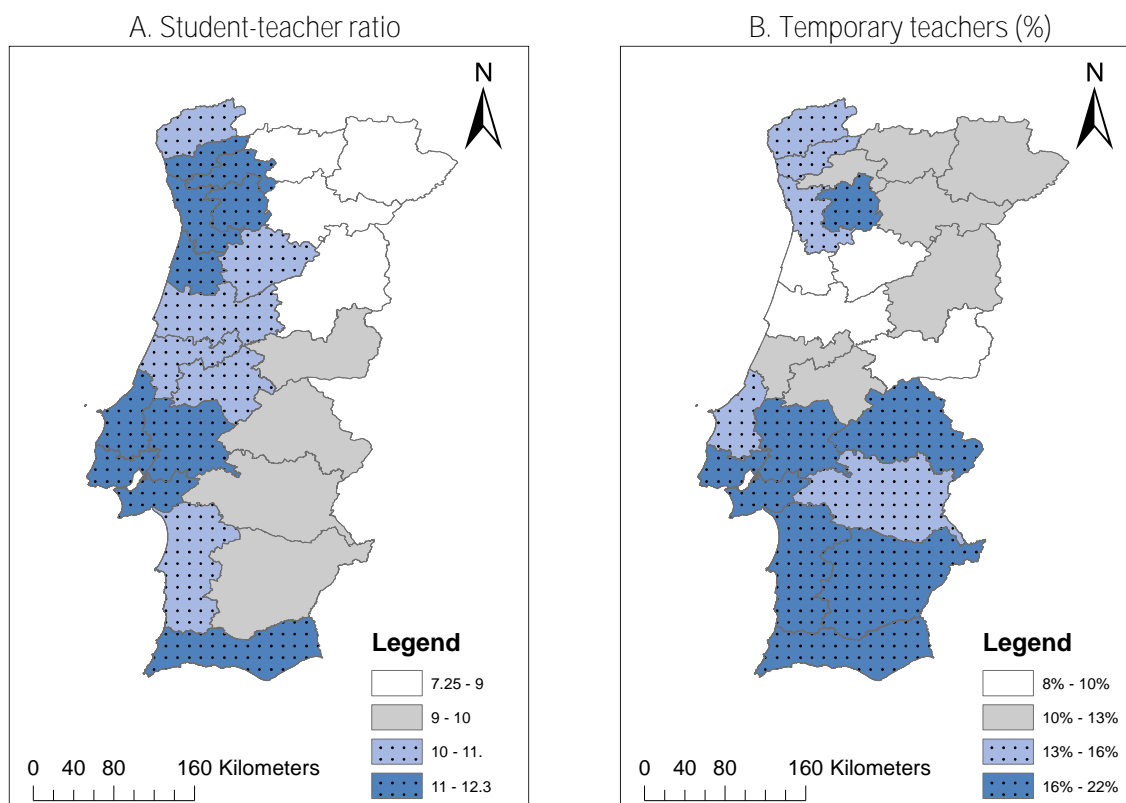 A. Student-teacher ratio
N
Legend
7.25 - 9
9 - 10
10 - 11.
11 - 12.3
0 40 80 160 Kilometers
B. Temporary teachers (%)
N
Legend
8% - 10%
10% - 13%
13% - 16%
16% - 22%
0 40 80 160 Kilometers